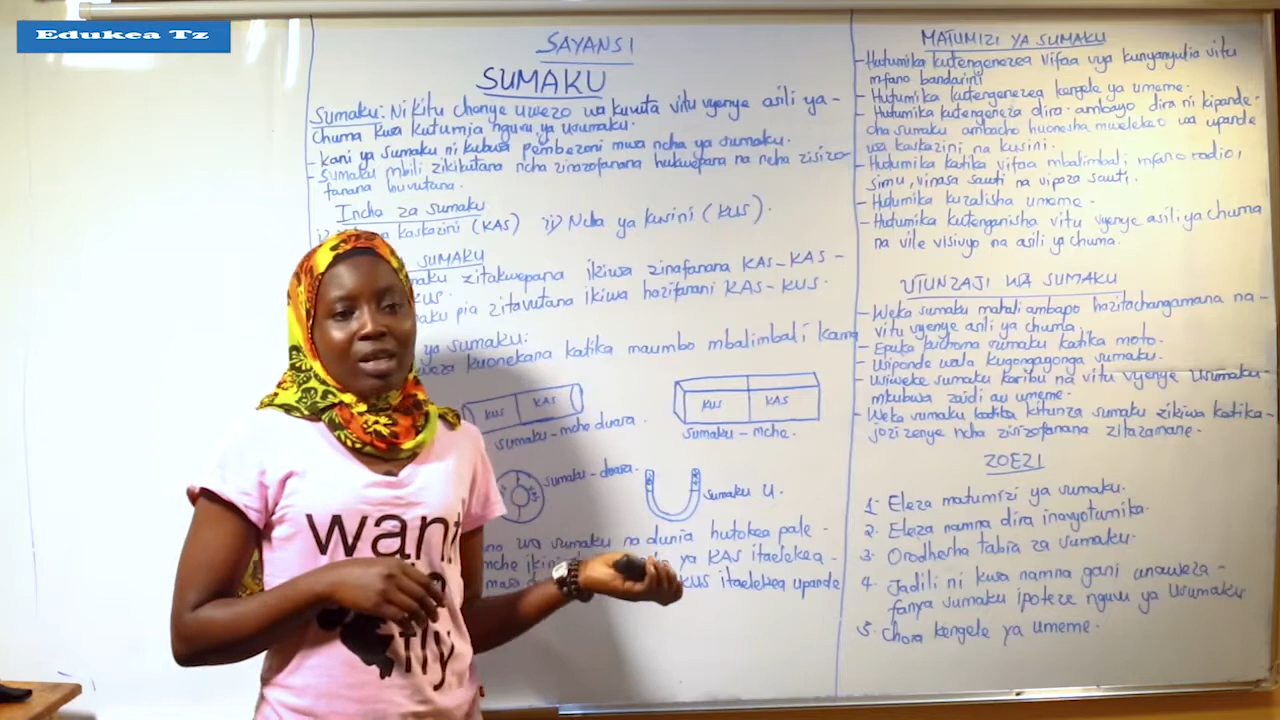 Edukea Tz
SAYANSI
SUMAKU
Sumaku: Ni kitu chenye uwezo wa kuvuta vitu vyenye asili ya -
chuma kwa kutumia nguvu ya usumaku.
- Kani ya sumaku ni kubwa pembezoni mwa ncha ya sumaku.
- Sumaku mbili zikikutana ncha zinazofanana hukwepana na ncha zisizo-
fanana huvutana.
Incha za sumaku
kaskazini (KAS) ii) Ncha ya kusini (KUS).
SUMAKU
zitakwepana ikiwa zinafanana KAS-KAS -
KUS.
pia zitavutana ikiwa hazifanani KAS-KUS.
ya sumaku:
kuonekana katika maumbo mbalimbali kama
KUS KAS
sumaku-mche duara.
KUS KAS
Sumaku-mche.
sumaku-duara.
sumaku U.
wa sumaku na dunia hutokea pale -
mche ikini ya KAS itaelekea -
KUS itaelekea upande
MATUMIZI YA SUMAKU
- Hutumika kutengenezea vifaa vya kunyanyulia vitu
mfano bandarini
- Hutumika kutengenezea kengele ya umeme.
- Hutumika kutengeneza dira ambayo dira ni kipande
cha sumaku ambacho huonesha mwelekeo wa upande
wa kaskazini na kusini.
- Hutumika katika vifaa mbalimbali mfano radio,
simu, vinasa sauti na vipaza sauti.
- Hutumika kuzalisha umeme.
- Hutumika kutenganisha vitu vyenye asili ya chuma
na vile visivyo na asili ya chuma.
UTUNZAJI WA SUMAKU
- Weka sumaku mahali ambapo hazitachangamana na -
vitu vyenye asili ya chuma.
- Epuka kuchoma sumaku katika moto.
- Usiponde wala kugongagonga sumaku.
- Usiweke sumaku karibu na vitu vyenye Usumaku
mkubwa zaidi au umeme.
- Weka sumaku katika kitunza sumaku zikiwa katika -
jozi zenye ncha zisizofanana zitazamane.
ZOEZI
1. Eleza matumizi ya sumaku.
2. Eleza namna dira inavyotumika.
3. Orodhesha tabia za sumaku.
4. Jadili ni kwa namna gani unaweza -
fanya sumaku ipoteze nguvu ya Usumaku
5. Chora kengele ya umeme.
want
fly